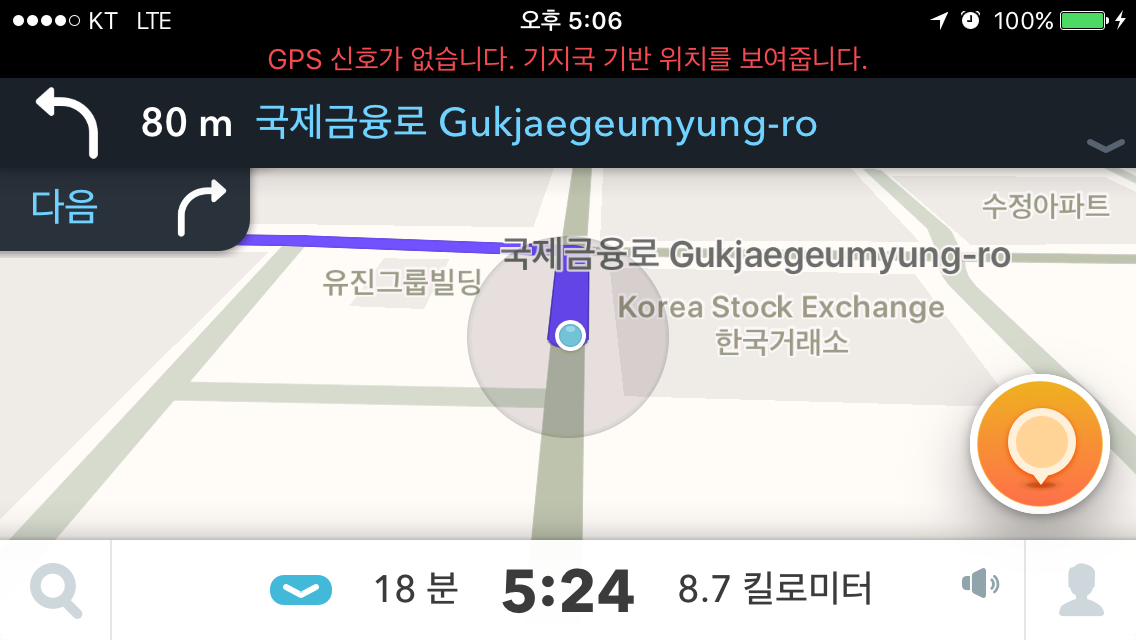 KT LTE 오후 5:06 100%
GPS 신호가 없습니다. 기지국 기반 위치를 보여줍니다.
80 m 국제금융로 Gukjaegeumyung-ro
다음
수정아파트
국제금융로 Gukjaegeumyung-ro
유진그룹빌딩
Korea Stock Exchange
한국거래소
18 분 5:24 8.7 킬로미터